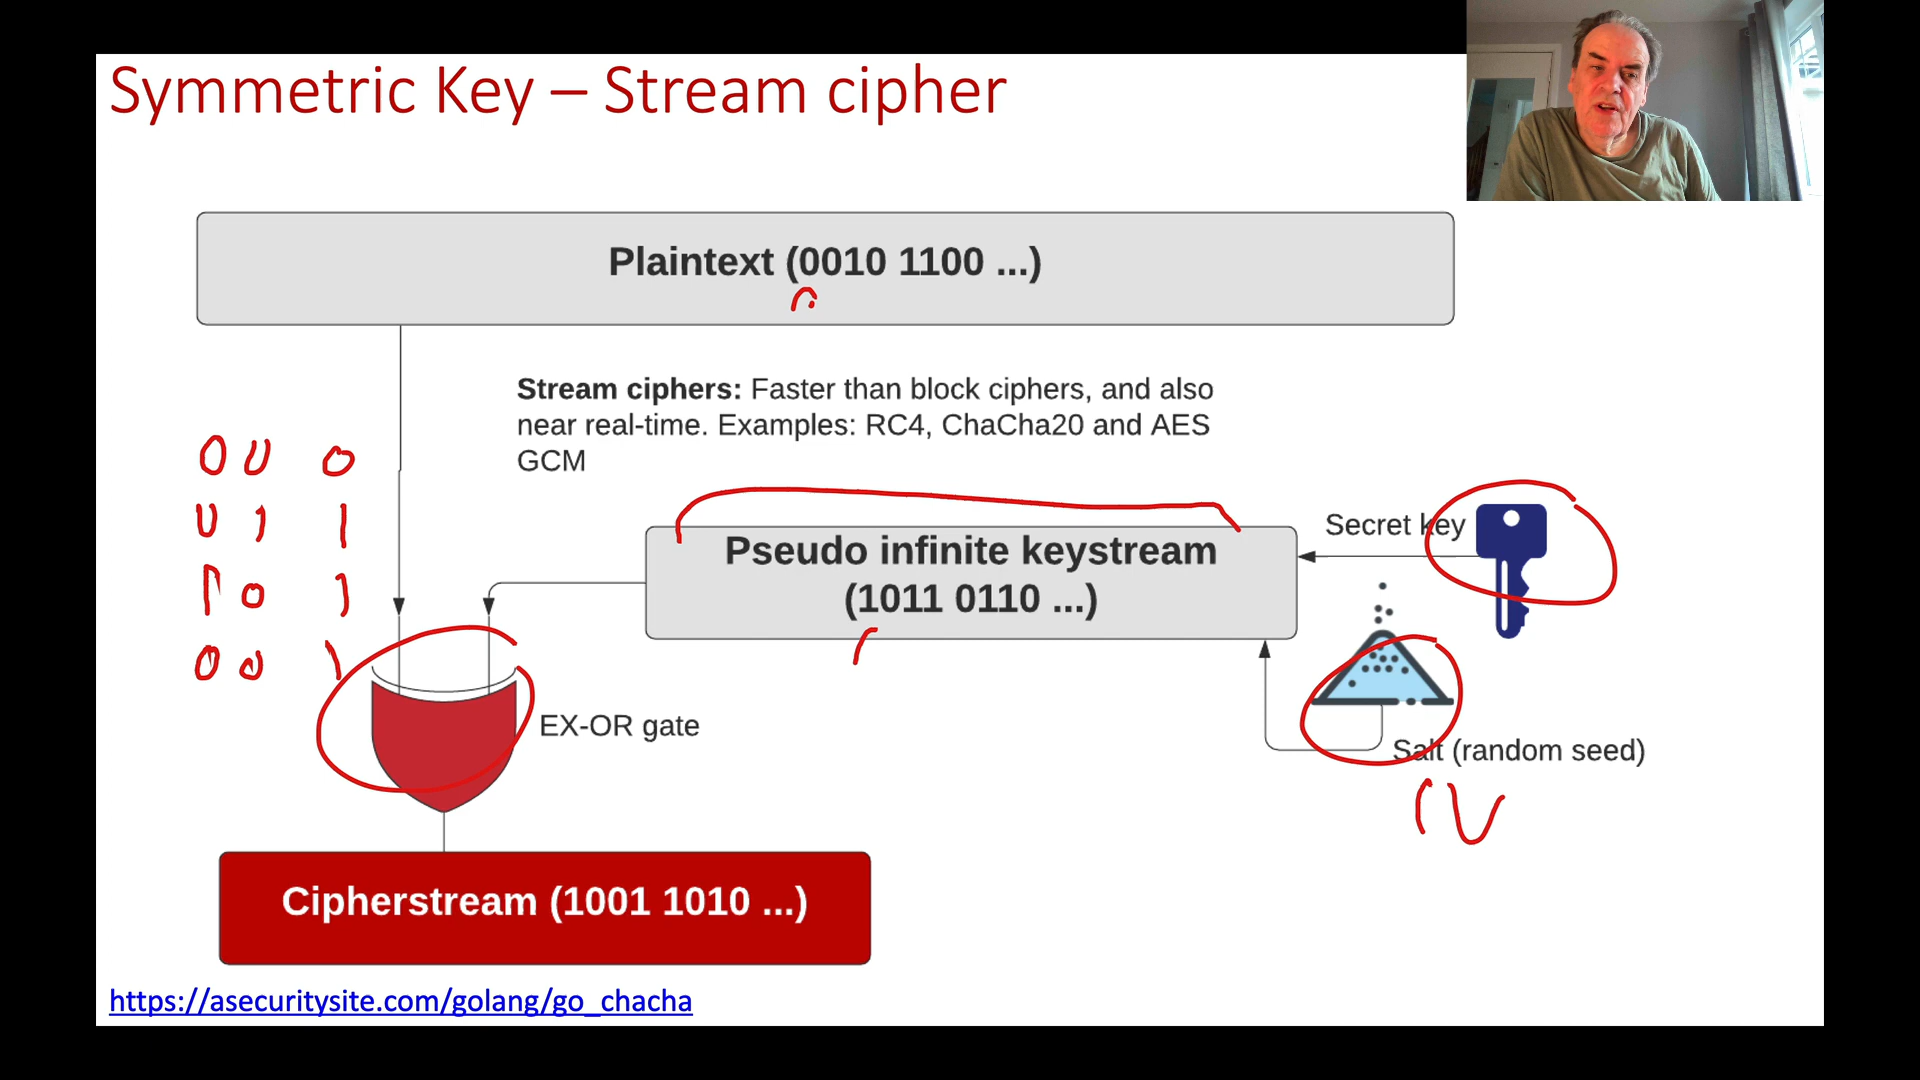 Symmetric Key – Stream cipher
Plaintext (0010 1100 ...)
Stream ciphers: Faster than block ciphers, and also
near real-time. Examples: RC4, ChaCha20 and AES
GCM
0 0 0
0 1 1
1 0 1
0 0 1
Pseudo infinite keystream
(1011 0110 ...)
Secret key
EX-OR gate
Salt (random seed)
IV
Cipherstream (1001 1010 ...)
https://asecuritysite.com/golang/go_chacha